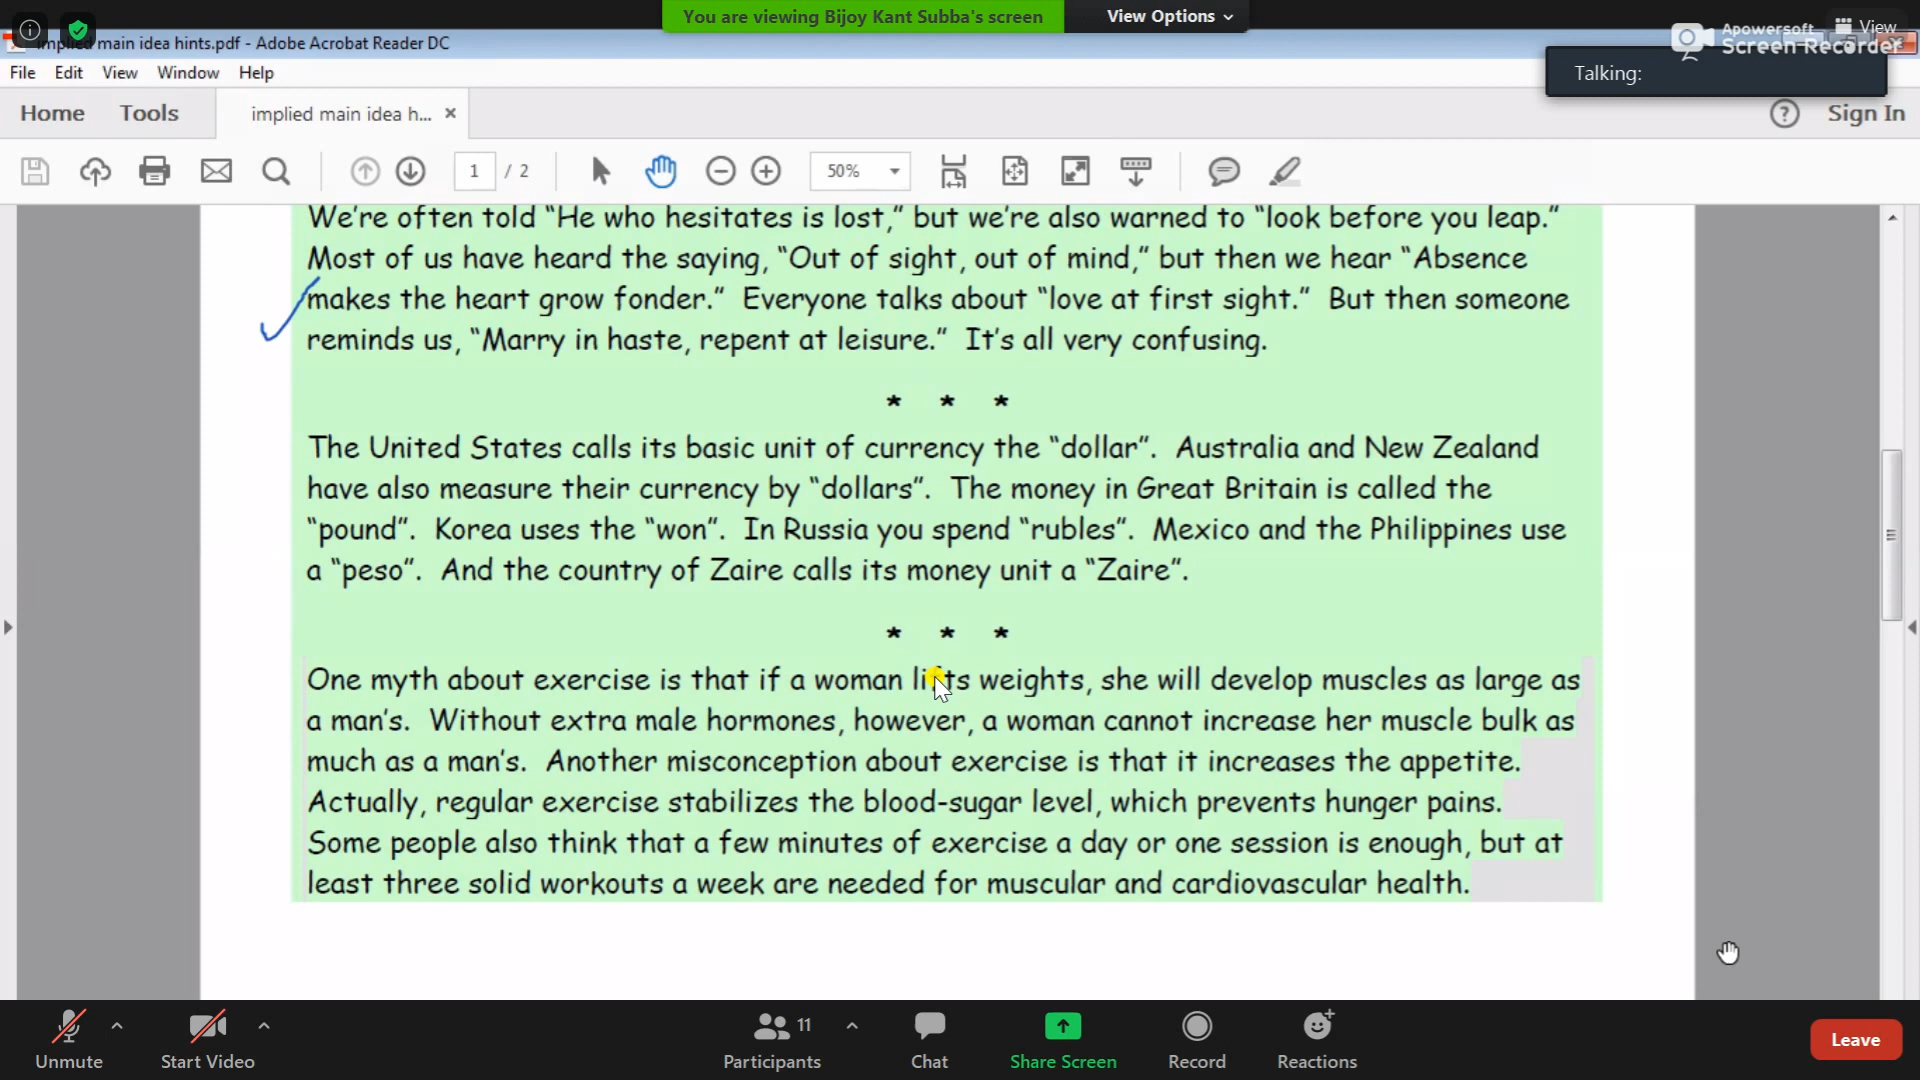 You are viewing Bijoy Kant Subba's screen
View Options
View
Apowersoft
Screen Recorder
main idea hints.pdf - Adobe Acrobat Reader DC
File Edit View Window Help
Talking:
Home Tools implied main idea h... Sign In
1 / 2 50%
We're often told “He who hesitates is lost,” but we're also warned to “look before you leap.”
Most of us have heard the saying, “Out of sight, out of mind,” but then we hear “Absence
makes the heart grow fonder.” Everyone talks about “love at first sight.” But then someone
reminds us, “Marry in haste, repent at leisure.” It's all very confusing.
* * *
The United States calls its basic unit of currency the “dollar”. Australia and New Zealand
have also measure their currency by “dollars”. The money in Great Britain is called the
“pound”. Korea uses the “won”. In Russia you spend “rubles”. Mexico and the Philippines use
a “peso”. And the country of Zaire calls its money unit a “Zaire”.
* * *
One myth about exercise is that if a woman lifts weights, she will develop muscles as large as
a man's. Without extra male hormones, however, a woman cannot increase her muscle bulk as
much as a man's. Another misconception about exercise is that it increases the appetite.
Actually, regular exercise stabilizes the blood-sugar level, which prevents hunger pains.
Some people also think that a few minutes of exercise a day or one session is enough, but at
least three solid workouts a week are needed for muscular and cardiovascular health.
11
Unmute Start Video Participants Chat Share Screen Record Reactions Leave